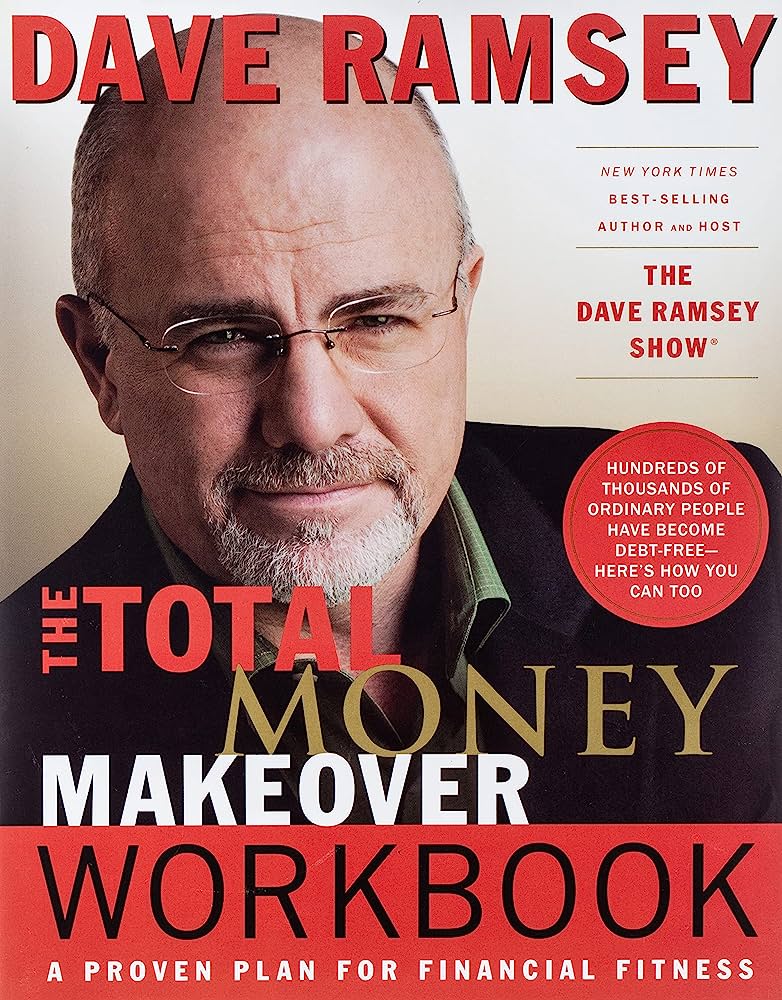 DAVE RAMSEY
NEW YORK TIMES
BEST-SELLING
AUTHOR AND HOST
THE
DAVE RAMSEY
SHOW®
HUNDREDS OF
THOUSANDS OF
ORDINARY PEOPLE
HAVE BECOME
DEBT-FREE—
HERE'S HOW YOU
CAN TOO
THE TOTAL
MONEY
MAKEOVER
WORKBOOK
A PROVEN PLAN FOR FINANCIAL FITNESS